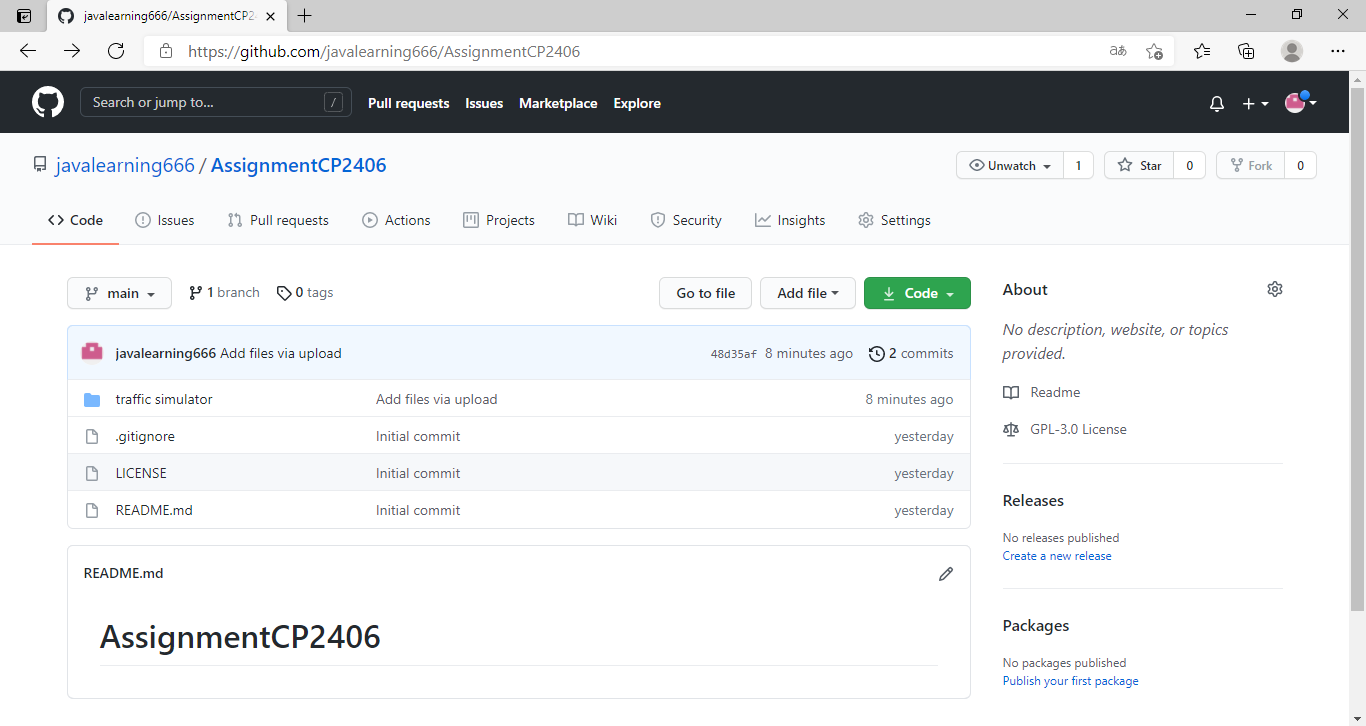 javalearning666/AssignmentCP2
https://github.com/javalearning666/AssignmentCP2406
Search or jump to... / Pull requests Issues Marketplace Explore
javalearning666 / AssignmentCP2406 Unwatch 1 Star 0 Fork 0
Code Issues Pull requests Actions Projects Wiki Security Insights Settings
main 1 branch 0 tags Go to file Add file Code
About
No description, website, or topics
provided.
javalearning666 Add files via upload 48d35af 8 minutes ago 2 commits
traffic simulator Add files via upload 8 minutes ago
.gitignore Initial commit yesterday
LICENSE Initial commit yesterday
README.md Initial commit yesterday
Readme
GPL-3.0 License
Releases
No releases published
Create a new release
README.md
AssignmentCP2406
Packages
No packages published
Publish your first package